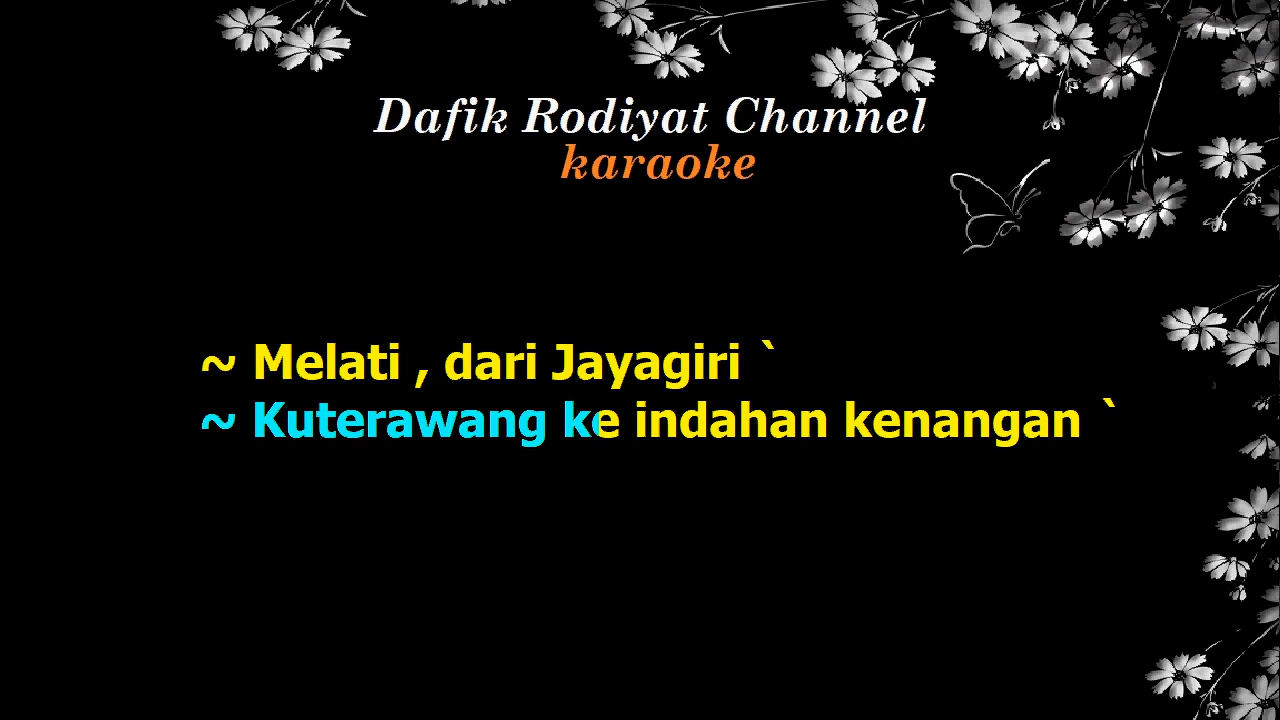 Dafik Rodiyat Channel
karaoke
~ Melati , dari Jayagiri `
~ Kuterawang ke indahan kenangan `